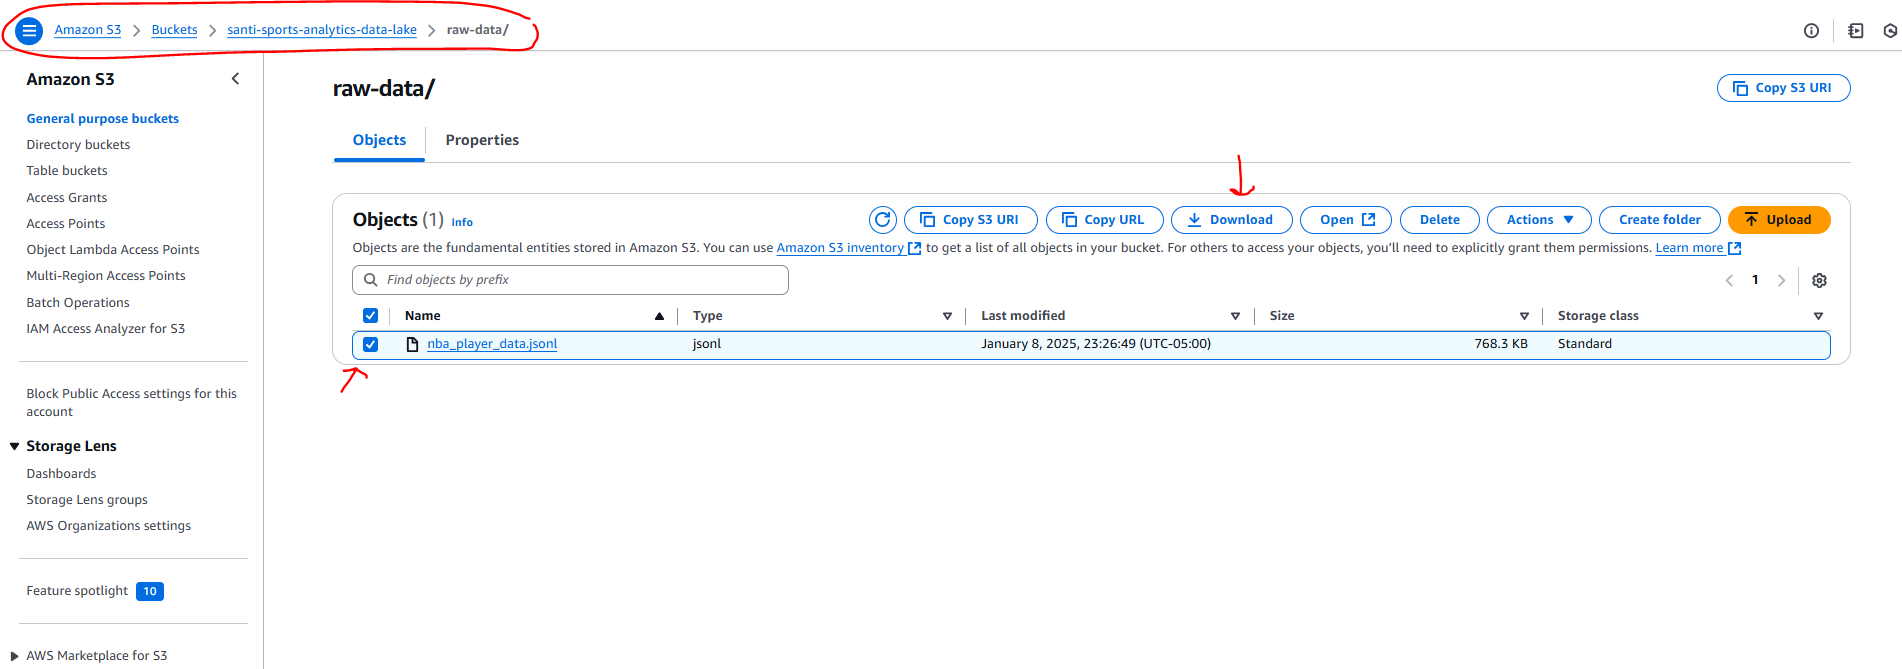 Amazon S3 > Buckets > santi-sports-analytics-data-lake > raw-data/
Amazon S3
General purpose buckets
Directory buckets
Table buckets
Access Grants
Access Points
Object Lambda Access Points
Multi-Region Access Points
Batch Operations
IAM Access Analyzer for S3
Block Public Access settings for this
account
Storage Lens
Dashboards
Storage Lens groups
AWS Organizations settings
Feature spotlight 10
AWS Marketplace for S3
raw-data/
Copy S3 URI
Objects Properties
Objects (1) Info
Copy S3 URI Copy URL Download Open Delete Actions Create folder Upload
Objects are the fundamental entities stored in Amazon S3. You can use Amazon S3 inventory to get a list of all objects in your bucket. For others to access your objects, you'll need to explicitly grant them permissions. Learn more
Find objects by prefix
1
Name Type Last modified Size Storage class
nba_player_data.jsonl jsonl January 8, 2025, 23:26:49 (UTC-05:00) 768.3 KB Standard